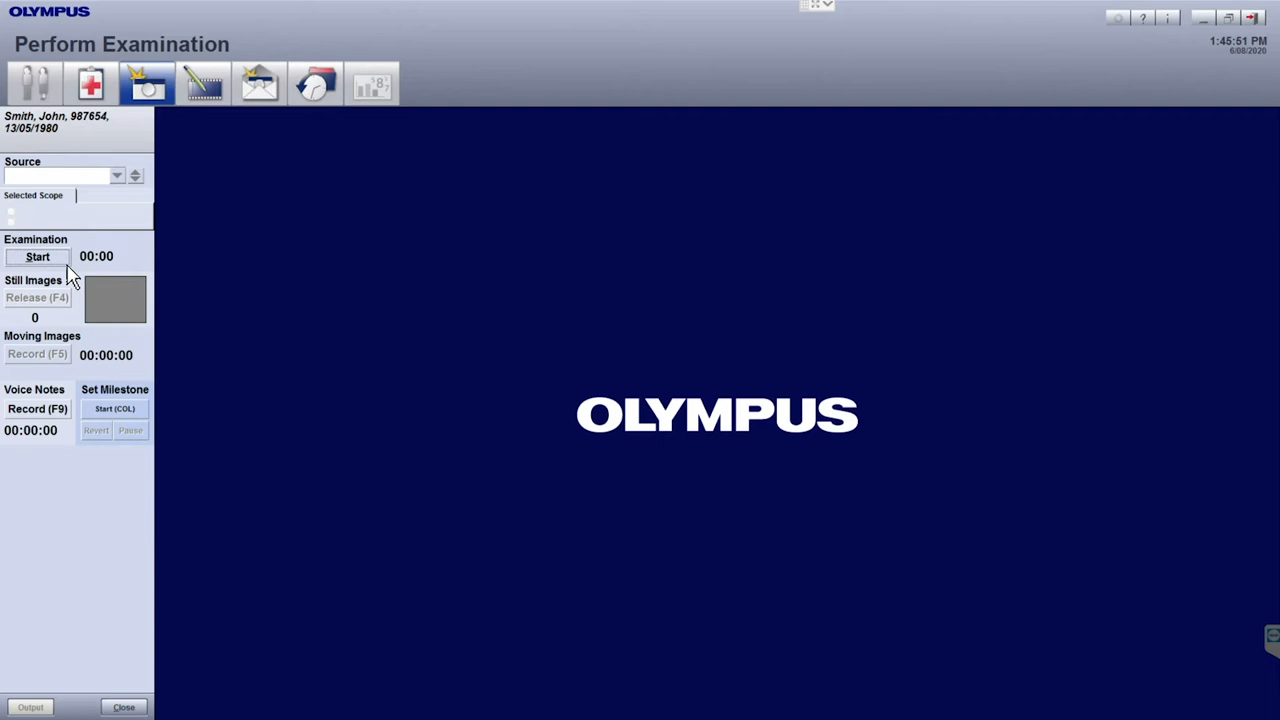 OLYMPUS
Perform Examination
1:45:51 PM
6/08/2020
Smith, John, 987654,
13/05/1980
Source
Selected Scope
Examination
Start 00:00
Still Images
Release (F4)
0
Moving Images
Record (F5) 00:00:00
Voice Notes Set Milestone
Record (F9) Start (COL)
00:00:00 Revert Pause
OLYMPUS
Output Close